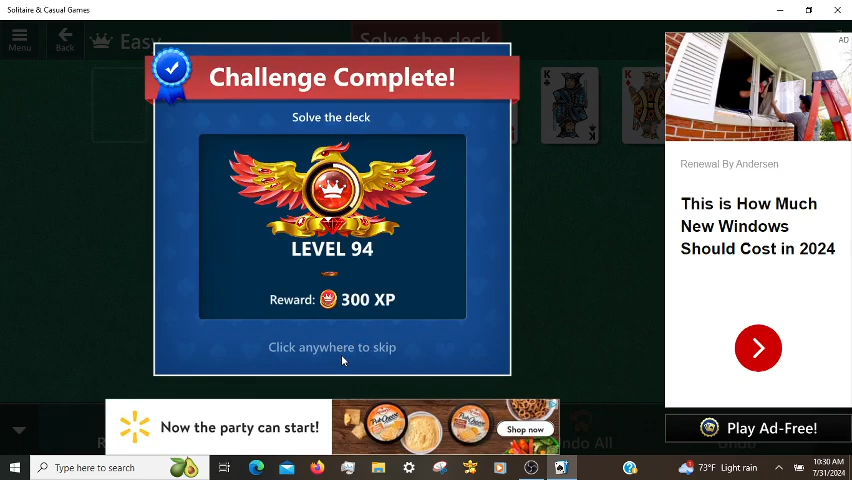 Solitaire & Casual Games
Menu
Back
Easy
Solve the deck
Challenge Complete!
Solve the deck
LEVEL 94
Reward: 300 XP
Click anywhere to skip
K
K
K
AD
Renewal By Andersen
This is How Much
New Windows
Should Cost in 2024
Play Ad-Free!
Now the party can start!
Shop now
Undo All
Undo
Type here to search
73°F Light rain
10:30 AM
7/31/2024